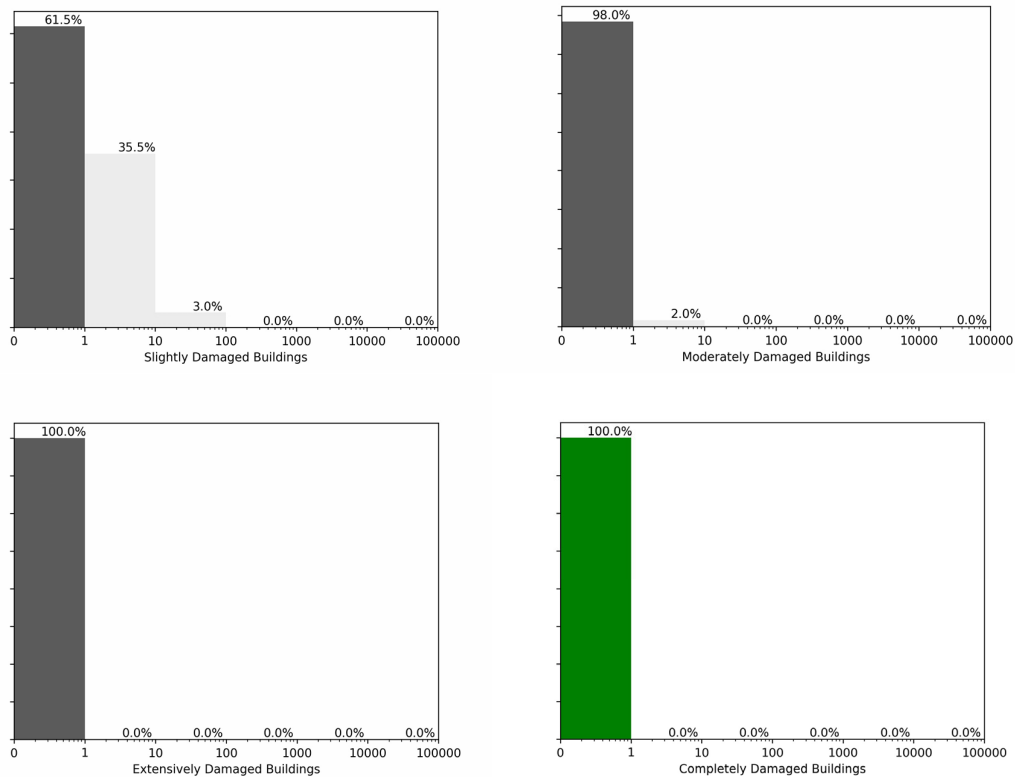 61.5%
35.5%
3.0%
0.0% 0.0% 0.0%
0 1 10 100 1000 10000 100000
Slightly Damaged Buildings
98.0%
2.0%
0.0% 0.0% 0.0% 0.0%
0 1 10 100 1000 10000 100000
Moderately Damaged Buildings
100.0%
0.0% 0.0% 0.0% 0.0% 0.0%
0 1 10 100 1000 10000 100000
Extensively Damaged Buildings
100.0%
0.0% 0.0% 0.0% 0.0% 0.0%
0 1 10 100 1000 10000 100000
Completely Damaged Buildings